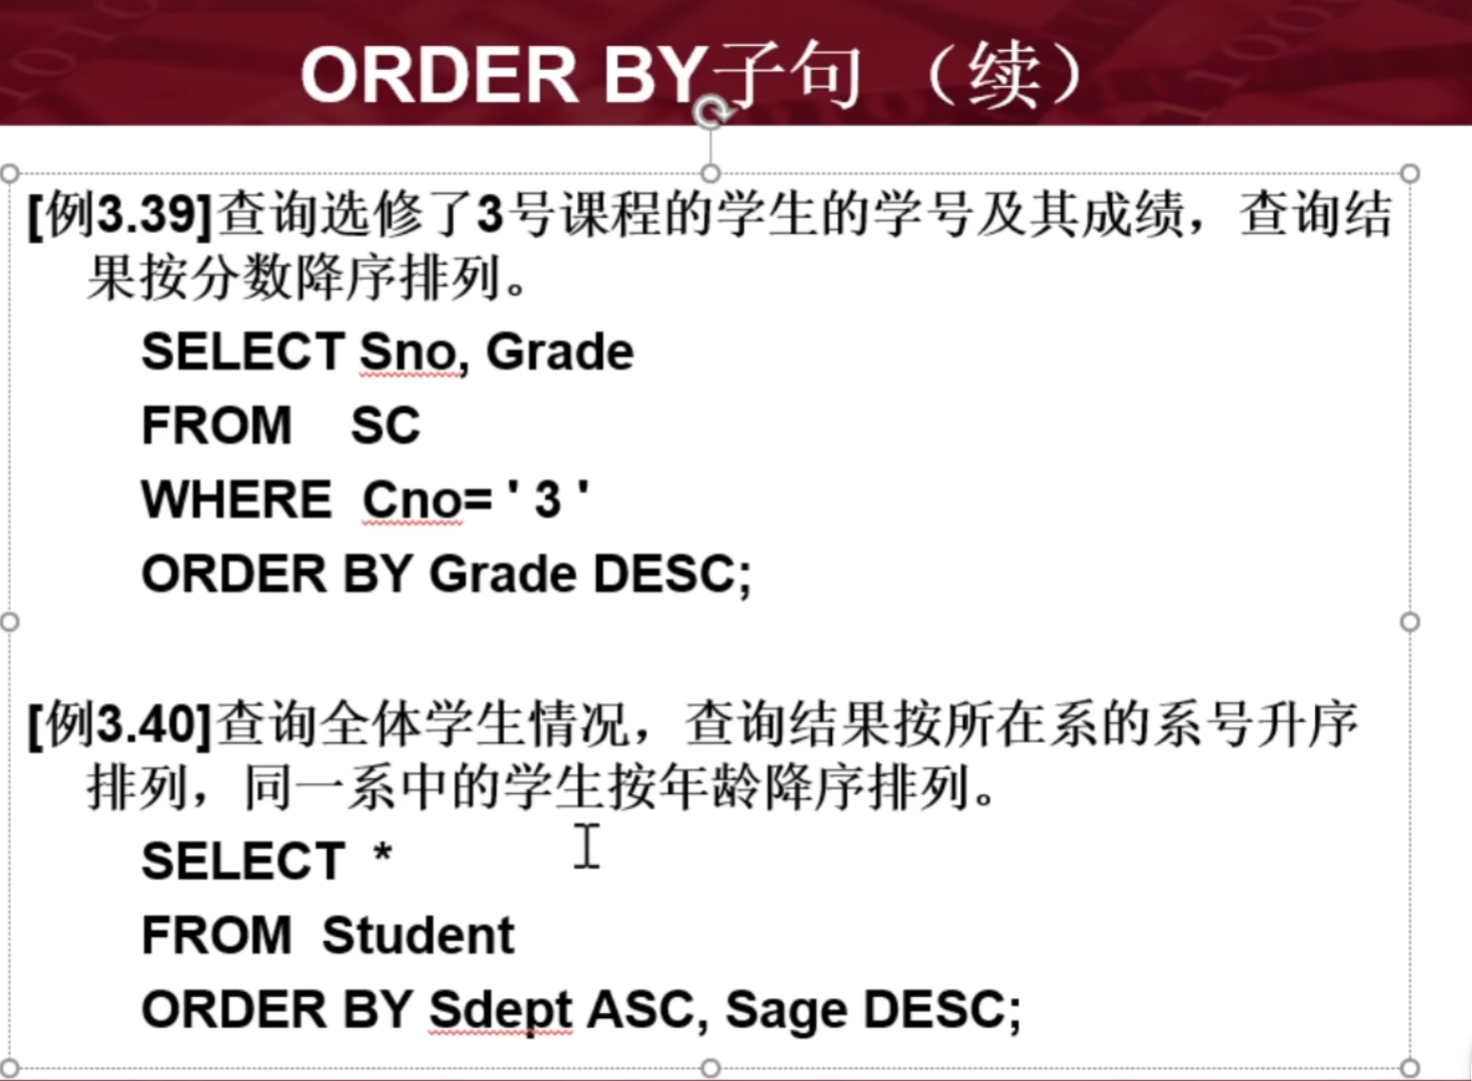 ORDER BY子句（续）
[例3.39]查询选修了3号课程的学生的学号及其成绩，查询结
果按分数降序排列。
SELECT Sno, Grade
FROM SC
WHERE Cno= ' 3 '
ORDER BY Grade DESC;
[例3.40]查询全体学生情况，查询结果按所在系的系号升序
排列，同一系中的学生按年龄降序排列。
SELECT *
FROM Student
ORDER BY Sdept ASC, Sage DESC;